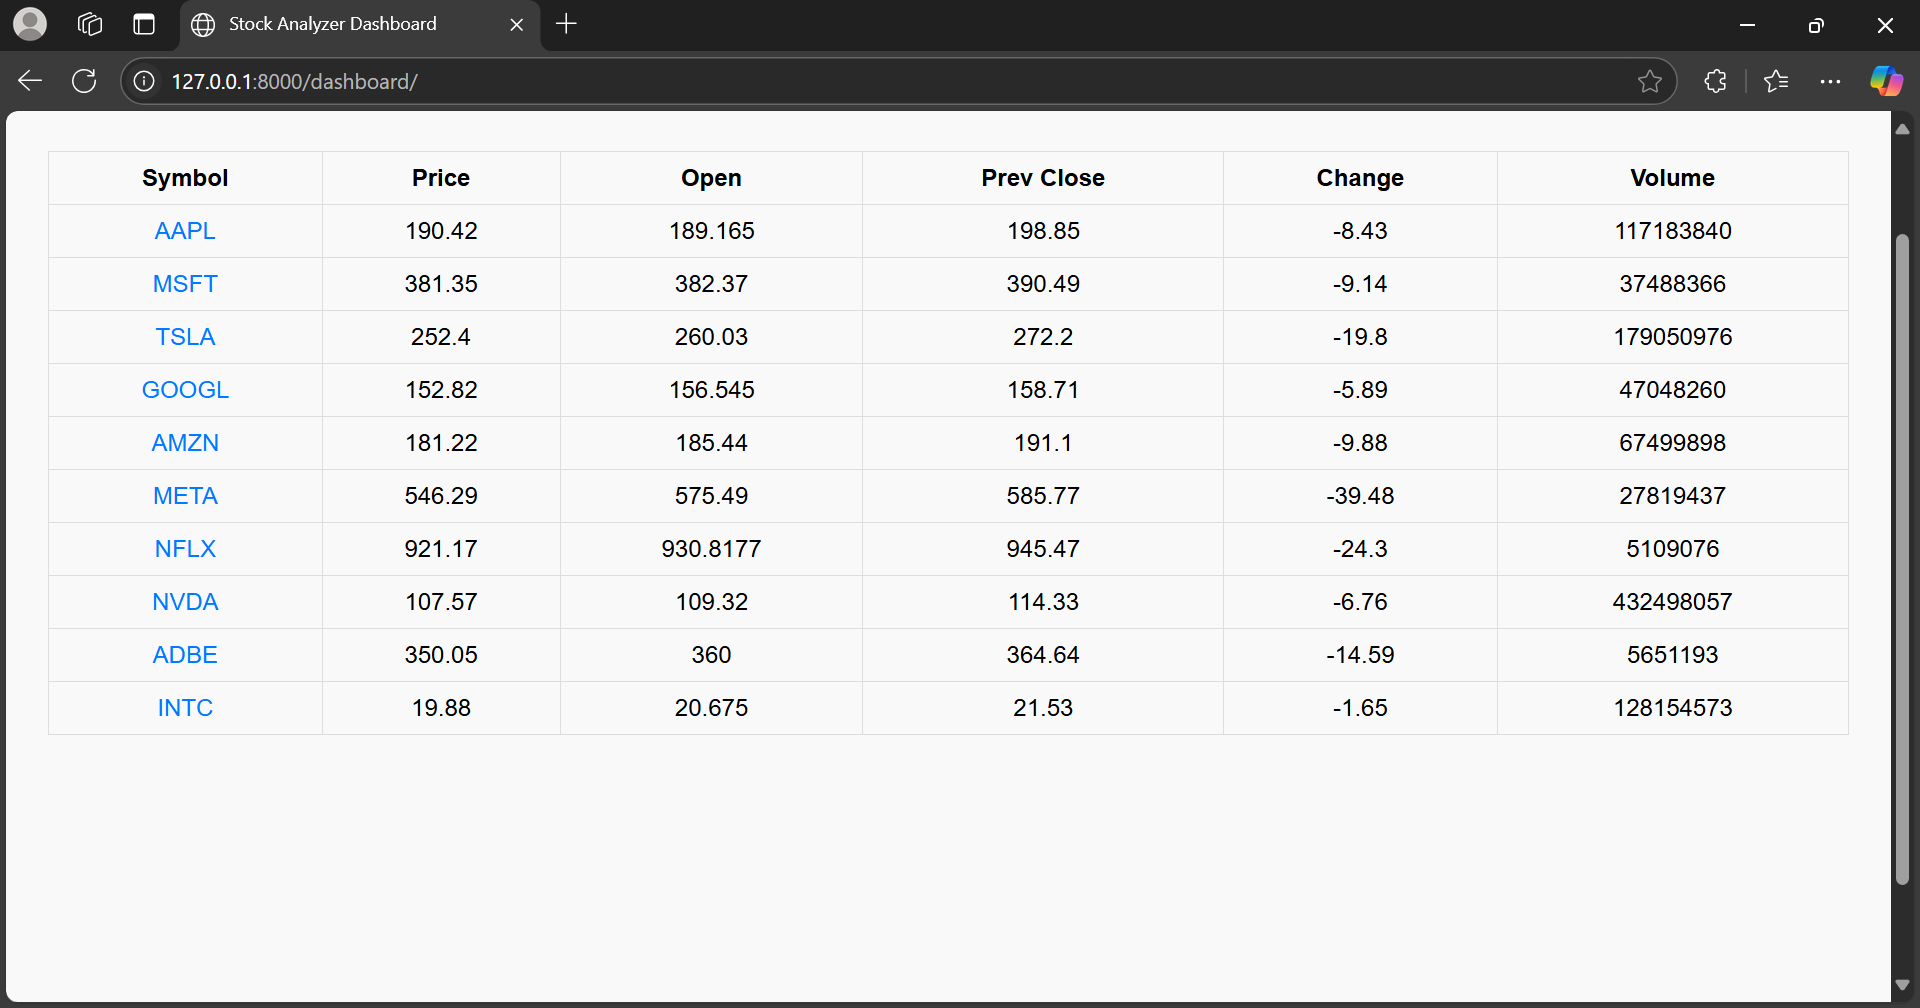 Stock Analyzer Dashboard
127.0.0.1:8000/dashboard/
Symbol Price Open Prev Close Change Volume
AAPL 190.42 189.165 198.85 -8.43 117183840
MSFT 381.35 382.37 390.49 -9.14 37488366
TSLA 252.4 260.03 272.2 -19.8 179050976
GOOGL 152.82 156.545 158.71 -5.89 47048260
AMZN 181.22 185.44 191.1 -9.88 67499898
META 546.29 575.49 585.77 -39.48 27819437
NFLX 921.17 930.8177 945.47 -24.3 5109076
NVDA 107.57 109.32 114.33 -6.76 432498057
ADBE 350.05 360 364.64 -14.59 5651193
INTC 19.88 20.675 21.53 -1.65 128154573